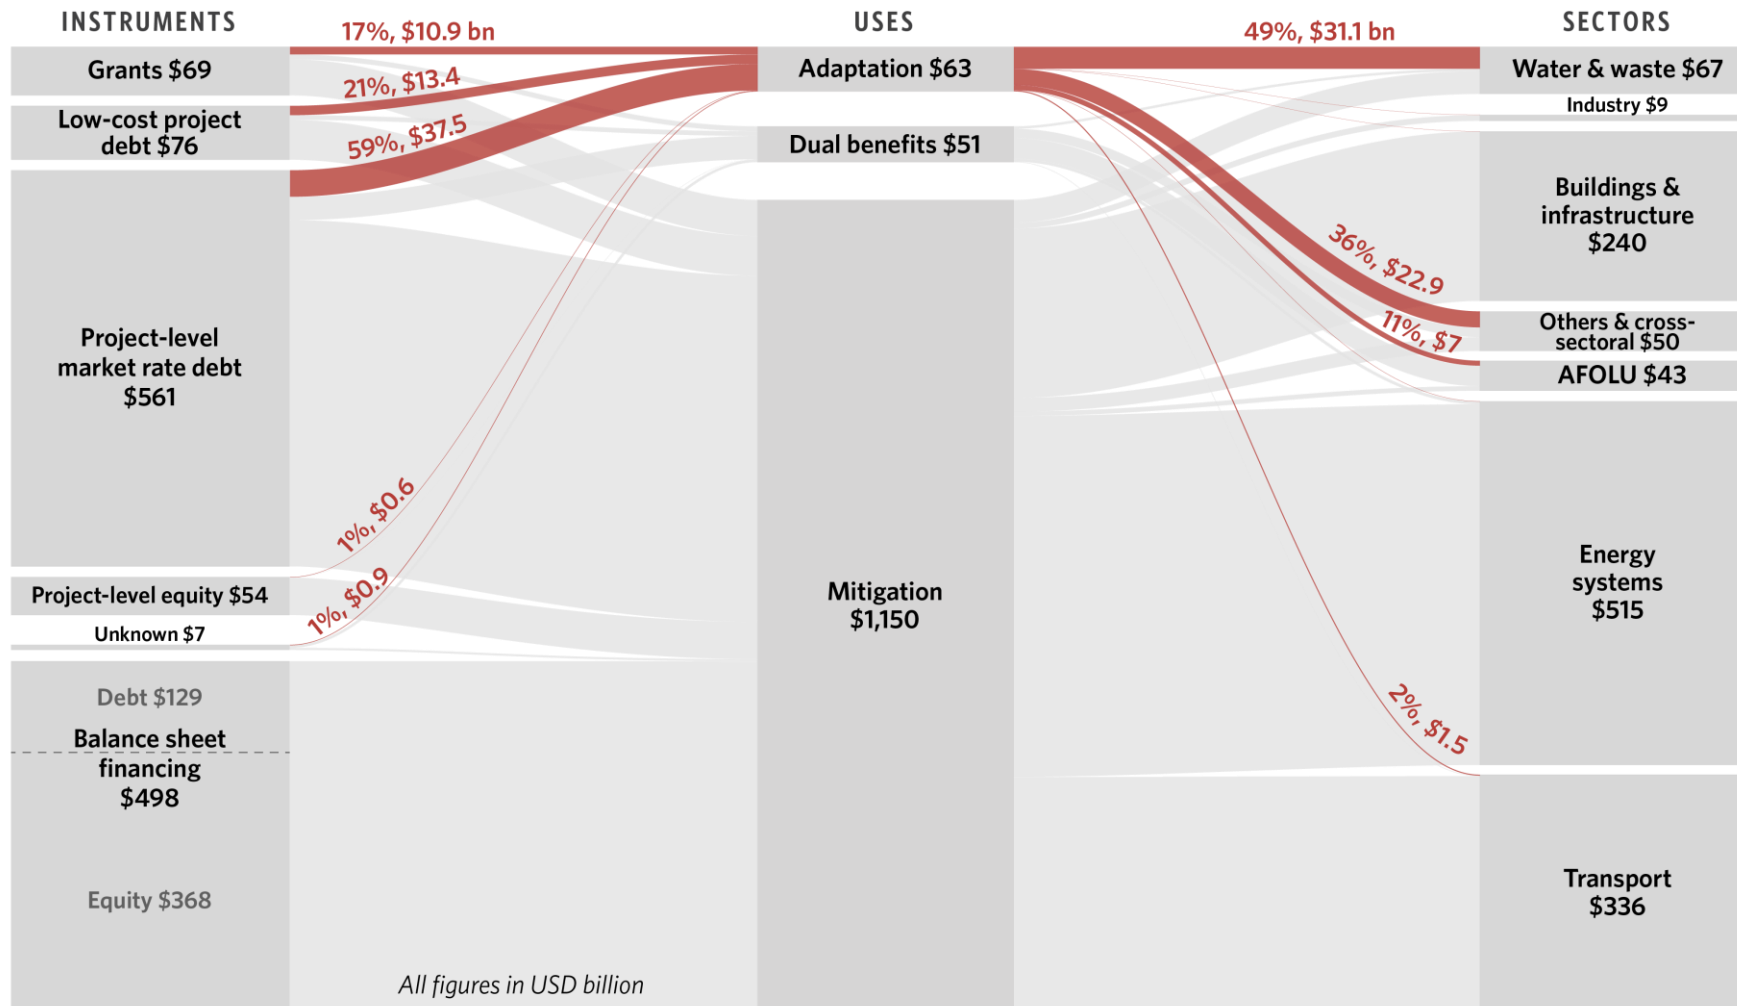 INSTRUMENTS
Grants $69
Low-cost project
debt $76
Project-level
market rate debt
$561
Project-level equity $54
Unknown $7
Debt $129
Balance sheet
financing
$498
Equity $368
17%, $10.9 bn
21%, $13.4
59%, $37.5
1%, $0.6
1%, $0.9
All figures in USD billion
USES
Adaptation $63
Dual benefits $51
Mitigation
$1,150
49%, $31.1 bn
36%, $22.9
11%, $7
2%, $1.5
SECTORS
Water & waste $67
Industry $9
Buildings &
infrastructure
$240
Others & cross-
sectoral $50
AFOLU $43
Energy
systems
$515
Transport
$336